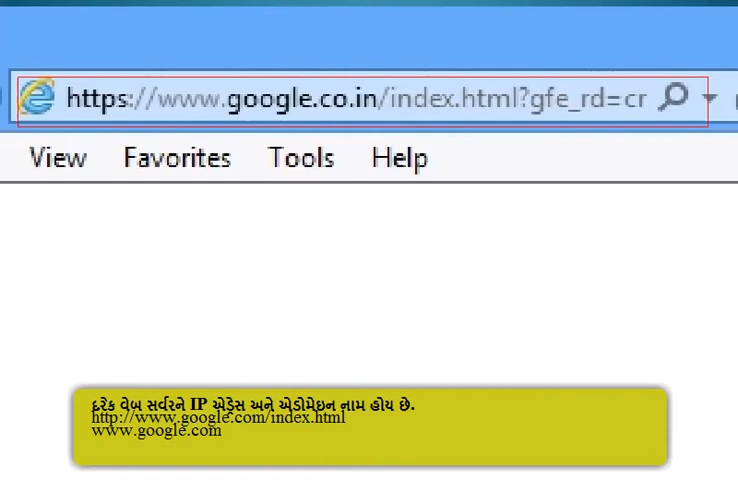 https://www.google.co.in/index.html?gfe_rd=cr
View Favorites Tools Help
દરેક વેબ સર્વરને IP એડ્રેસ અને એડોમેઇન નામ હોય છે.
http://www.google.com/index.html
www.google.com